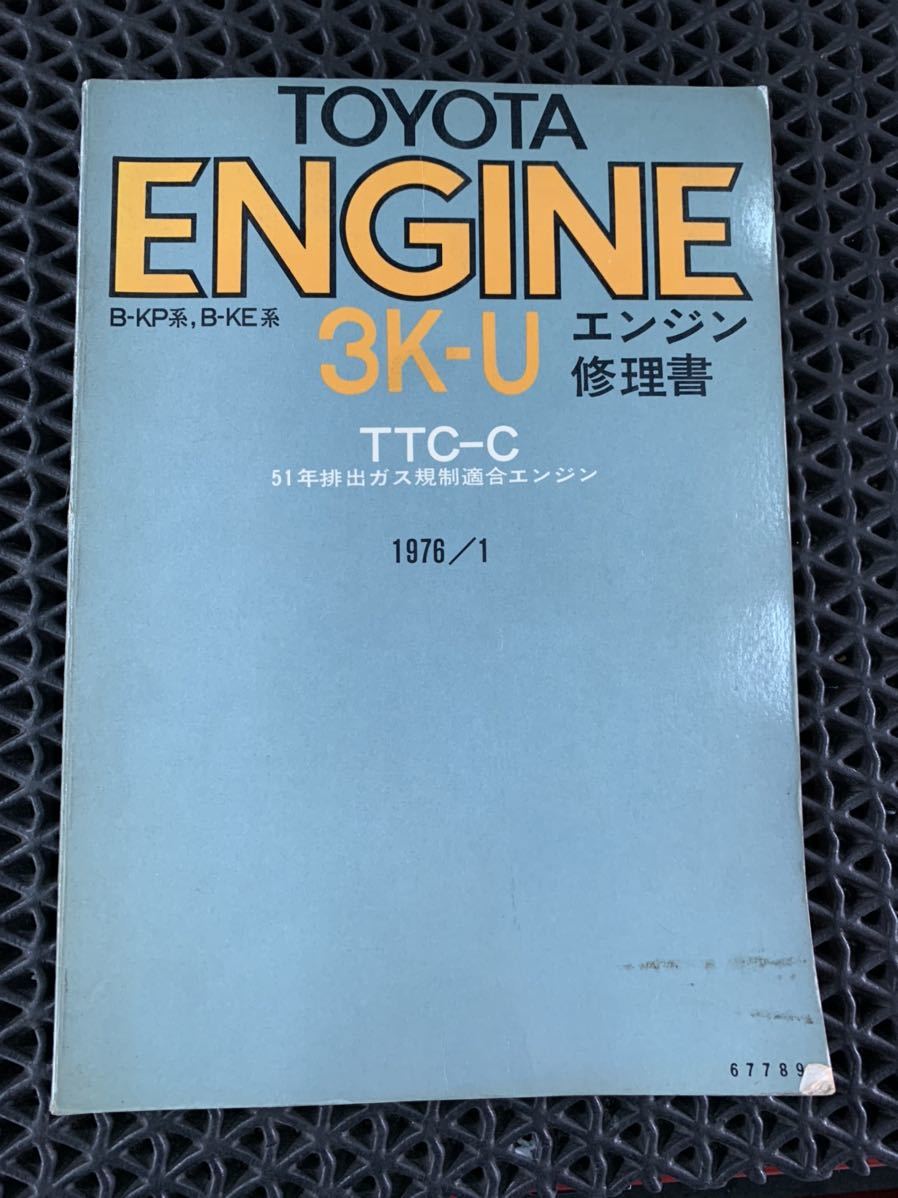 TOYOTA
ENGINE
B-KP系, B-KE系
3K-U
エンジン
修理書
TTC-C
51年排出ガス規制適合エンジン
1976/1
67789